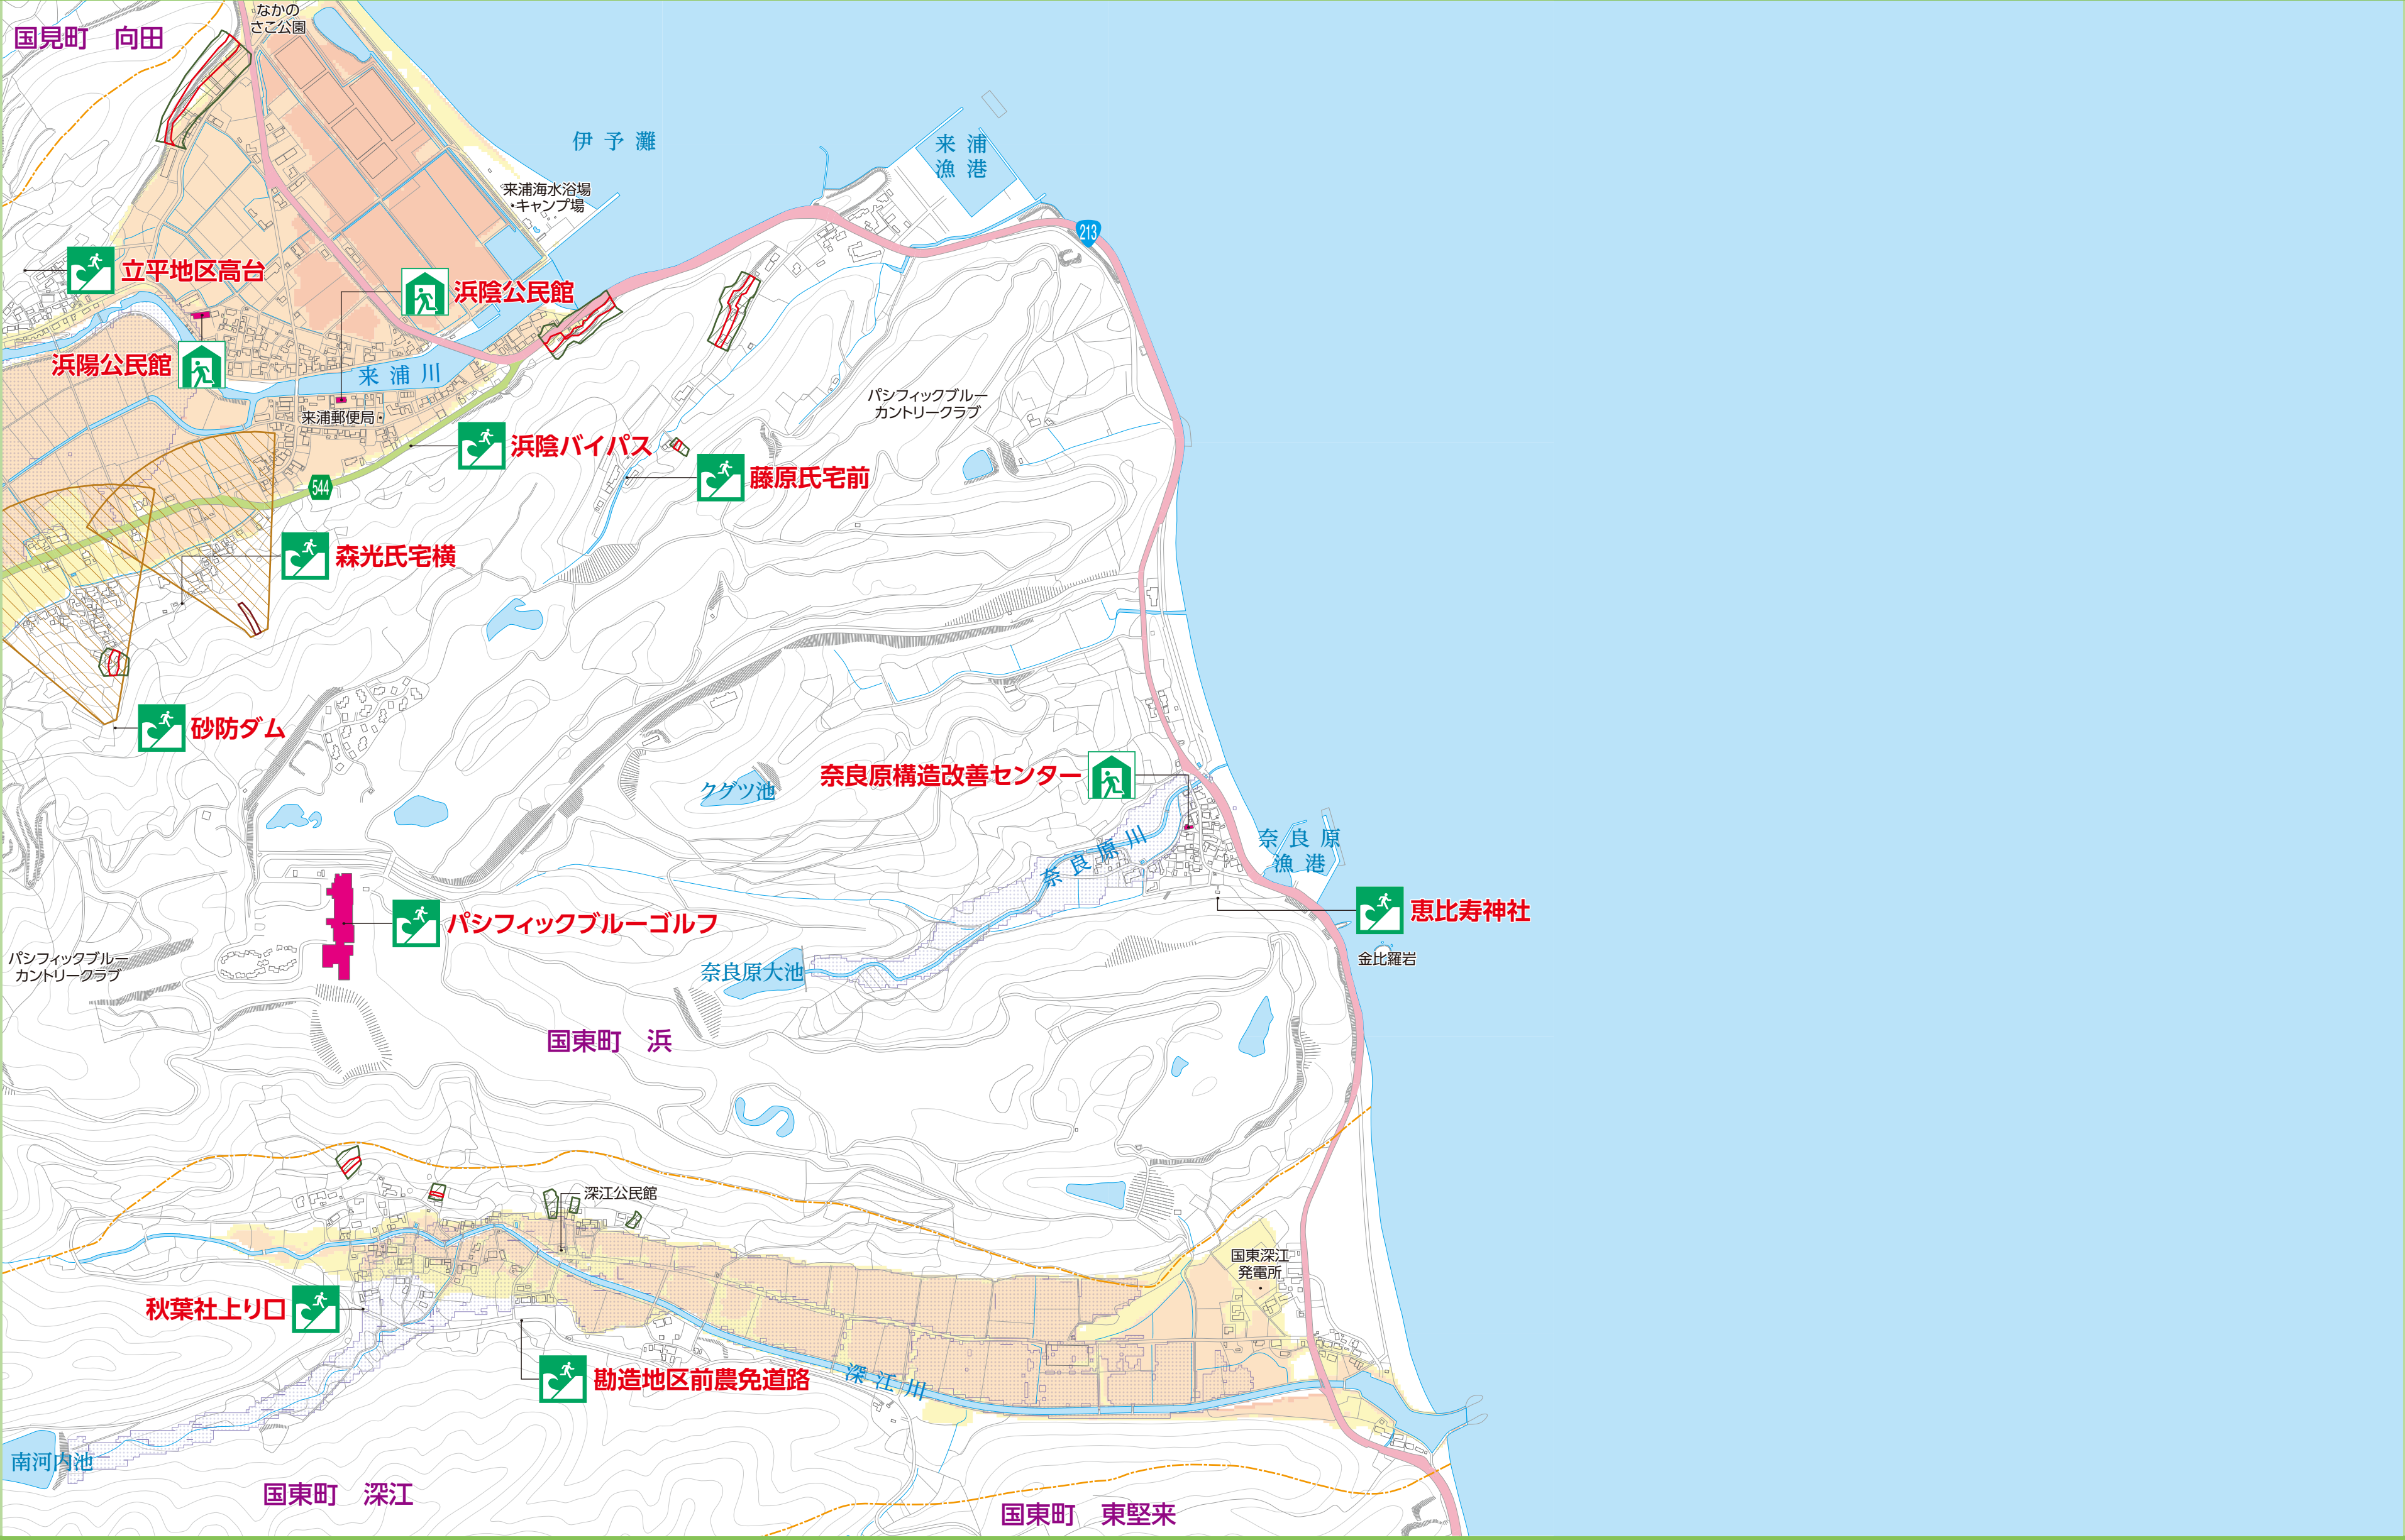 なかの
さこ公園
国見町　向田
伊予灘
来浦
漁港
来浦海水浴場
・キャンプ場
213
立平地区高台
浜陰公民館
浜陽公民館
来浦川
パシフィックブルー
カントリークラブ
来浦郵便局
浜陰バイパス
藤原氏宅前
544
森光氏宅横
砂防ダム
クグツ池
奈良原構造改善センター
奈良原川
奈良原
漁港
恵比寿神社
パシフィックブルーゴルフ
パシフィックブルー
カントリークラブ
奈良原大池
金比羅岩
国東町　浜
深江公民館
国東深江
発電所
秋葉社上り口
勘造地区前農免道路
深江川
南河内池
国東町　深江
国東町　東堅来